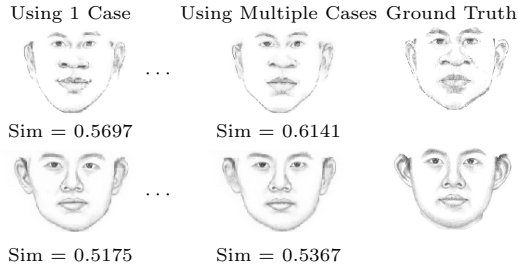 Using 1 Case Using Multiple Cases Ground Truth
...
Sim = 0.5697 Sim = 0.6141
...
Sim = 0.5175 Sim = 0.5367